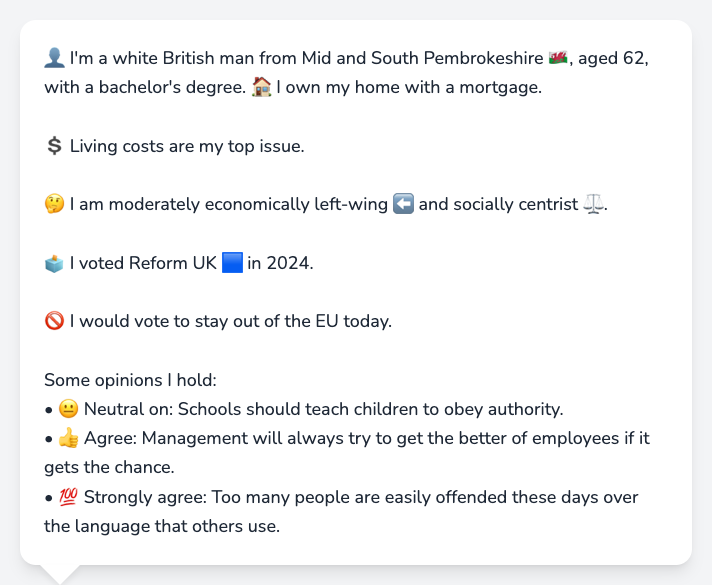 👤 I'm a white British man from Mid and South Pembrokeshire 🏴󠁧󠁢󠁷󠁬󠁳󠁿, aged 62,
with a bachelor's degree. 🏠 I own my home with a mortgage.
💲 Living costs are my top issue.
🤔 I am moderately economically left-wing ⬅️ and socially centrist ⚖️.
🗳️ I voted Reform UK 🟦 in 2024.
🚫 I would vote to stay out of the EU today.
Some opinions I hold:
• 😐 Neutral on: Schools should teach children to obey authority.
• 👍 Agree: Management will always try to get the better of employees if it
gets the chance.
• 💯 Strongly agree: Too many people are easily offended these days over
the language that others use.